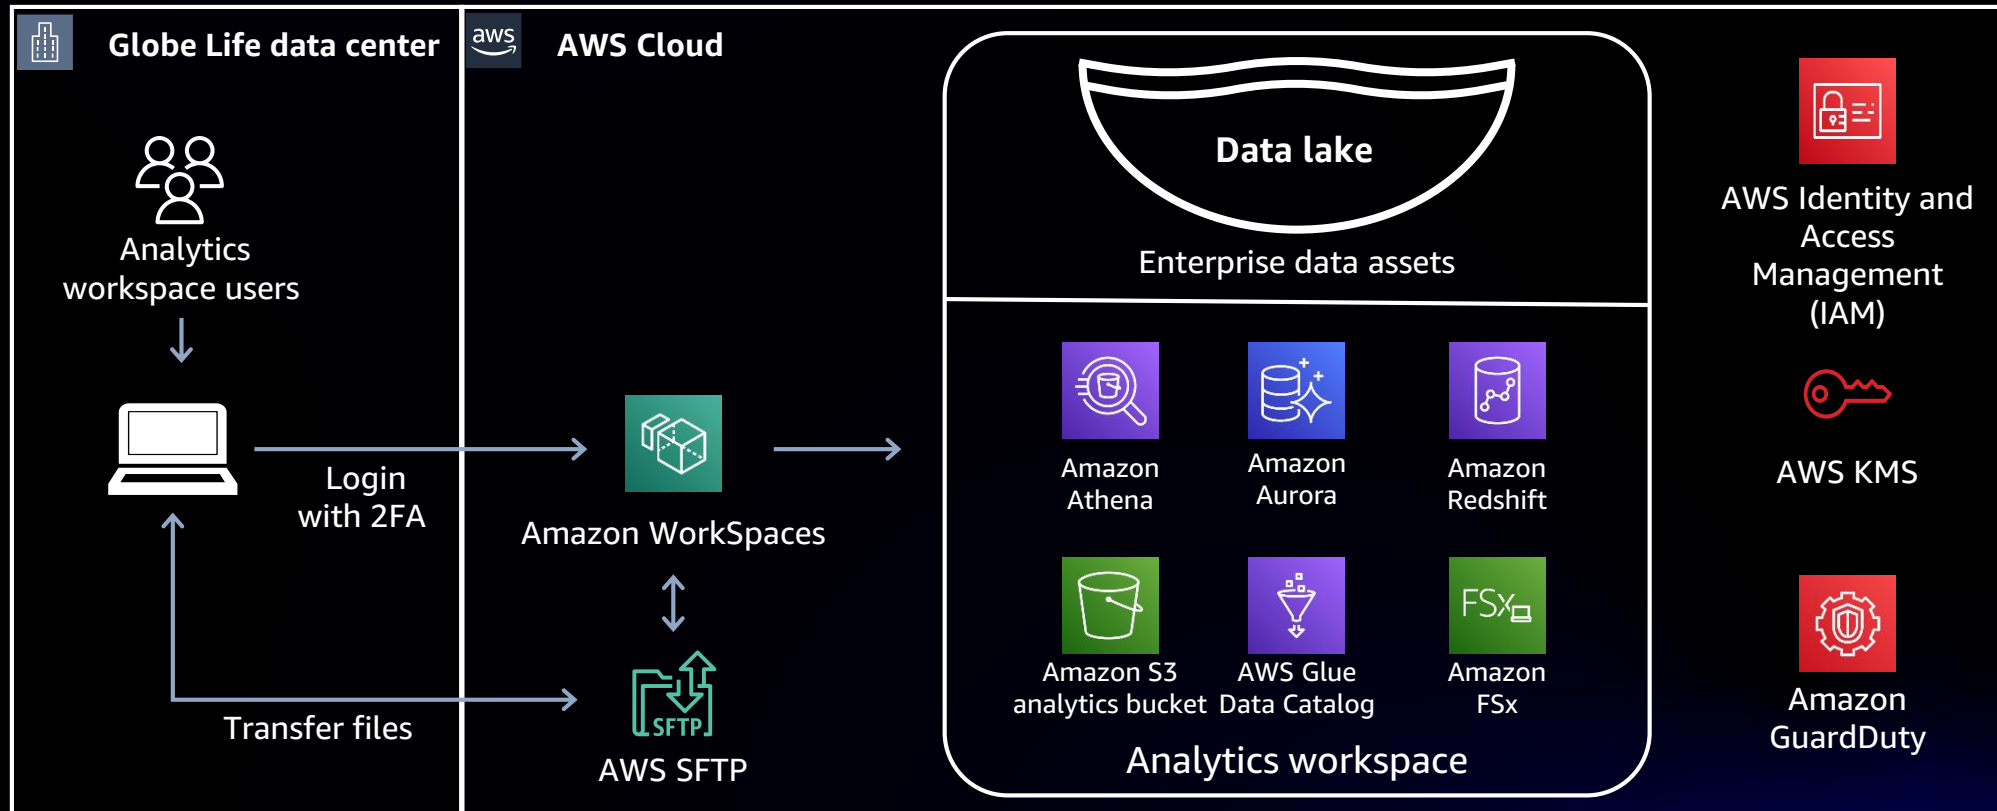 Globe Life data center
aws
AWS Cloud
Analytics
workspace users
Login
with 2FA
Transfer files
Amazon WorkSpaces
SFTP
AWS SFTP
Data lake
Enterprise data assets
Amazon
Athena
Amazon
Aurora
Amazon
Redshift
Amazon S3
analytics bucket
AWS Glue
Data Catalog
FSx
Amazon
FSx
Analytics workspace
AWS Identity and
Access
Management
(IAM)
AWS KMS
Amazon
GuardDuty